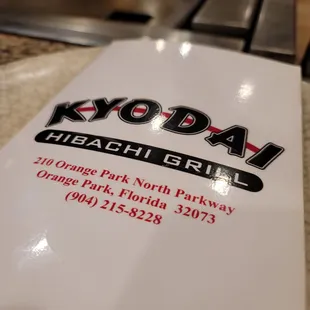 KYODAI
HIBACHI GRILL
210 Orange Park North Parkway
Orange Park, Florida 32073
(904) 215-8228